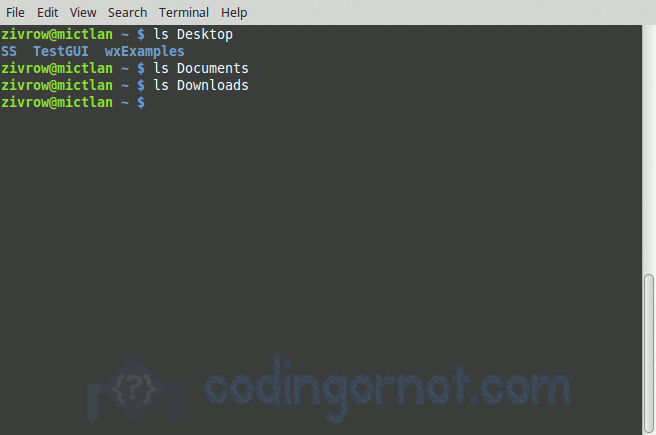 File Edit View Search Terminal Help
zivrow@mictlan ~ $ ls Desktop
SS TestGUI wxExamples
zivrow@mictlan ~ $ ls Documents
zivrow@mictlan ~ $ ls Downloads
zivrow@mictlan ~ $
{?} codingornot.com